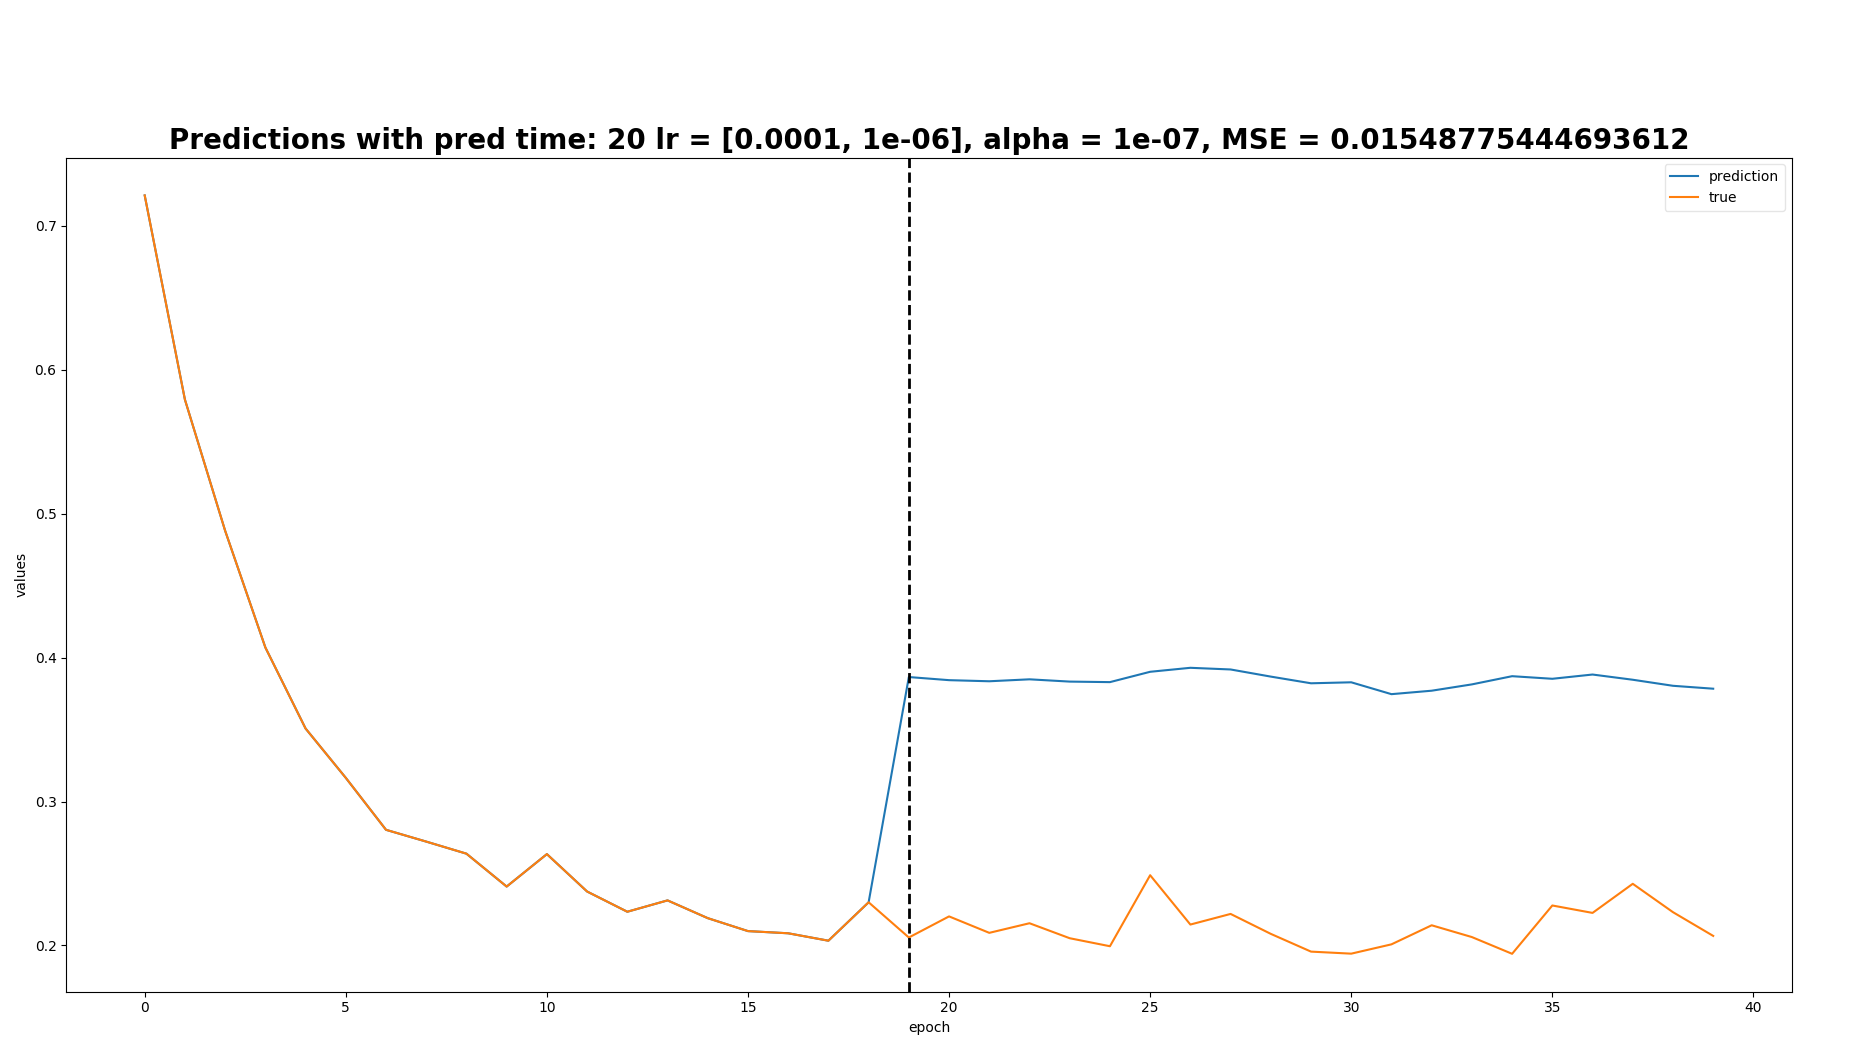 Predictions with pred time: 20 lr = [0.0001, 1e-06], alpha = 1e-07, MSE = 0.01548775444693612
prediction
true
0.7
0.6
0.5
0.4
0.3
0.2
values
0 5 10 15 20 25 30 35 40
epoch